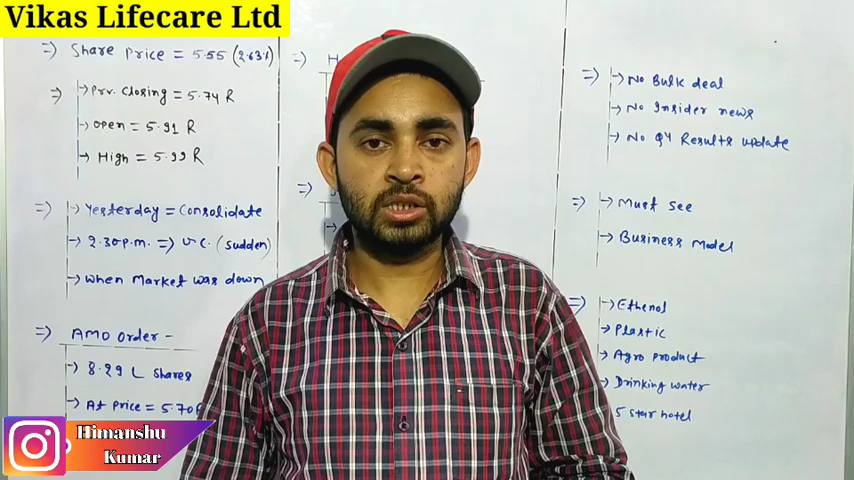 Vikas Lifecare Ltd
=> Share Price = 5.55 (2.63%)
=> → Prv. Closing = 5.74 R
→ open = 5.91 R
→ High = 5.99 R
=> → Yesterday = Consolidate
→ 2.30 p.m. => U.C. (sudden)
→ when Market was down
=> AMO order -
→ 8.29 L shares
→ At Price = 5.70
=> H
=>
=> → No Bulk deal
→ No Insider news
→ No Q4 Results update
=> → Must see
→ Business Model
=> → Ethenol
→ Plastic
→ Agro product
→ Drinking water
5 star hotel
Himanshu
Kumar